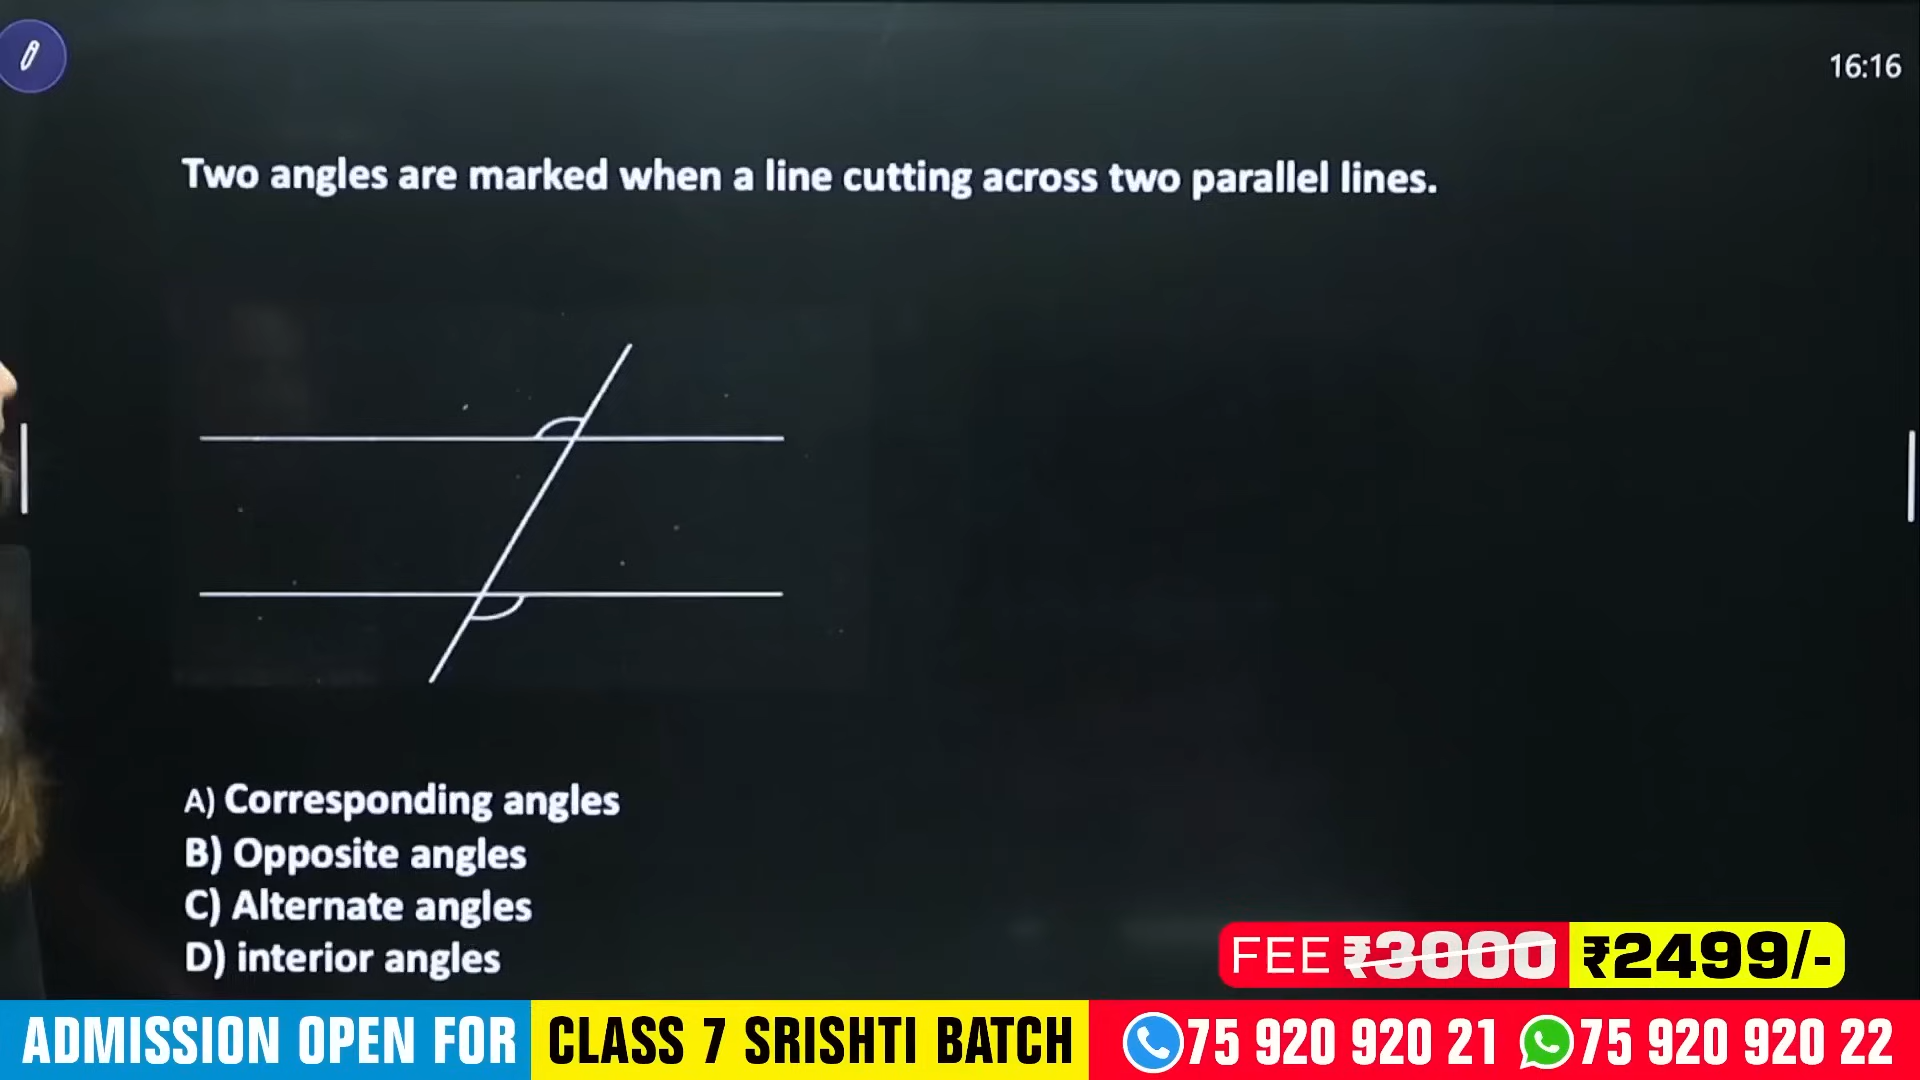 16:16
Two angles are marked when a line cutting across two parallel lines.
A) Corresponding angles
B) Opposite angles
C) Alternate angles
D) interior angles
FEE ₹3000 ₹2499/-
ADMISSION OPEN FOR CLASS 7 SRISHTI BATCH 75 920 920 21 75 920 920 22